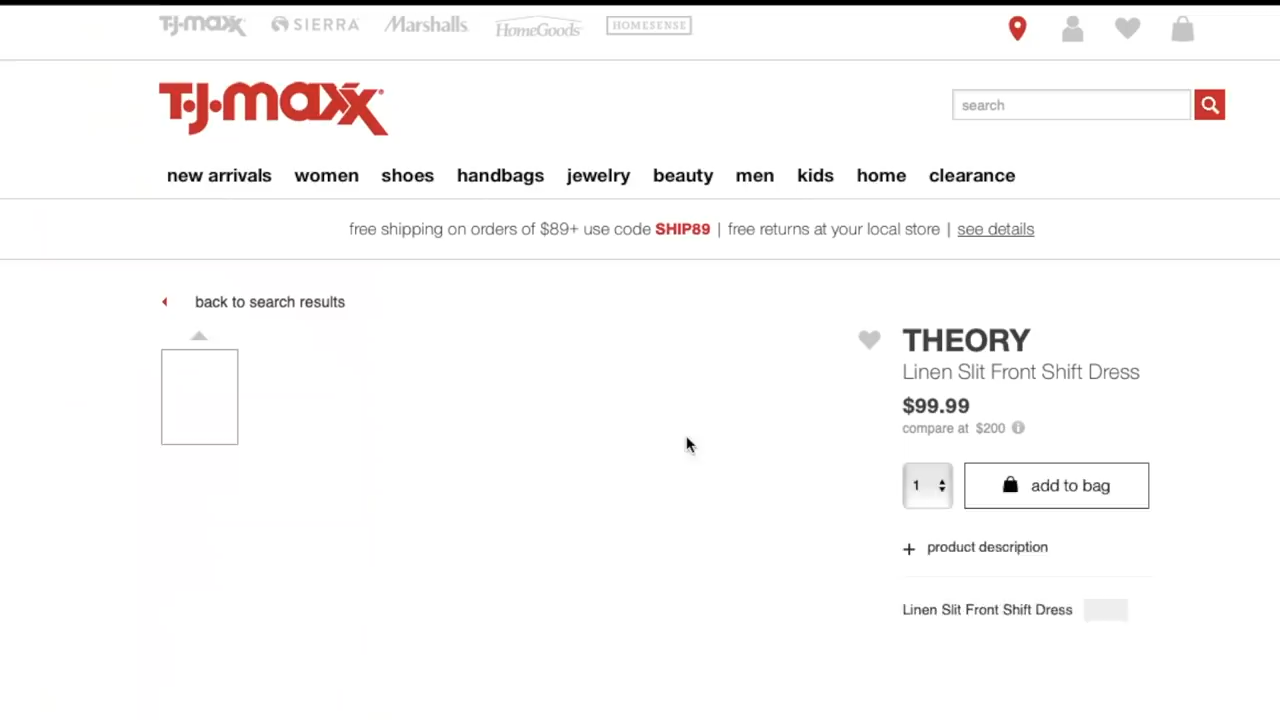 T·J·maxx SIERRA Marshalls HomeGoods HOMESENSE
T·J·maxx
search
new arrivals women shoes handbags jewelry beauty men kids home clearance
free shipping on orders of $89+ use code SHIP89 | free returns at your local store | see details
back to search results
THEORY
Linen Slit Front Shift Dress
$99.99
compare at $200
1 add to bag
+ product description
Linen Slit Front Shift Dress